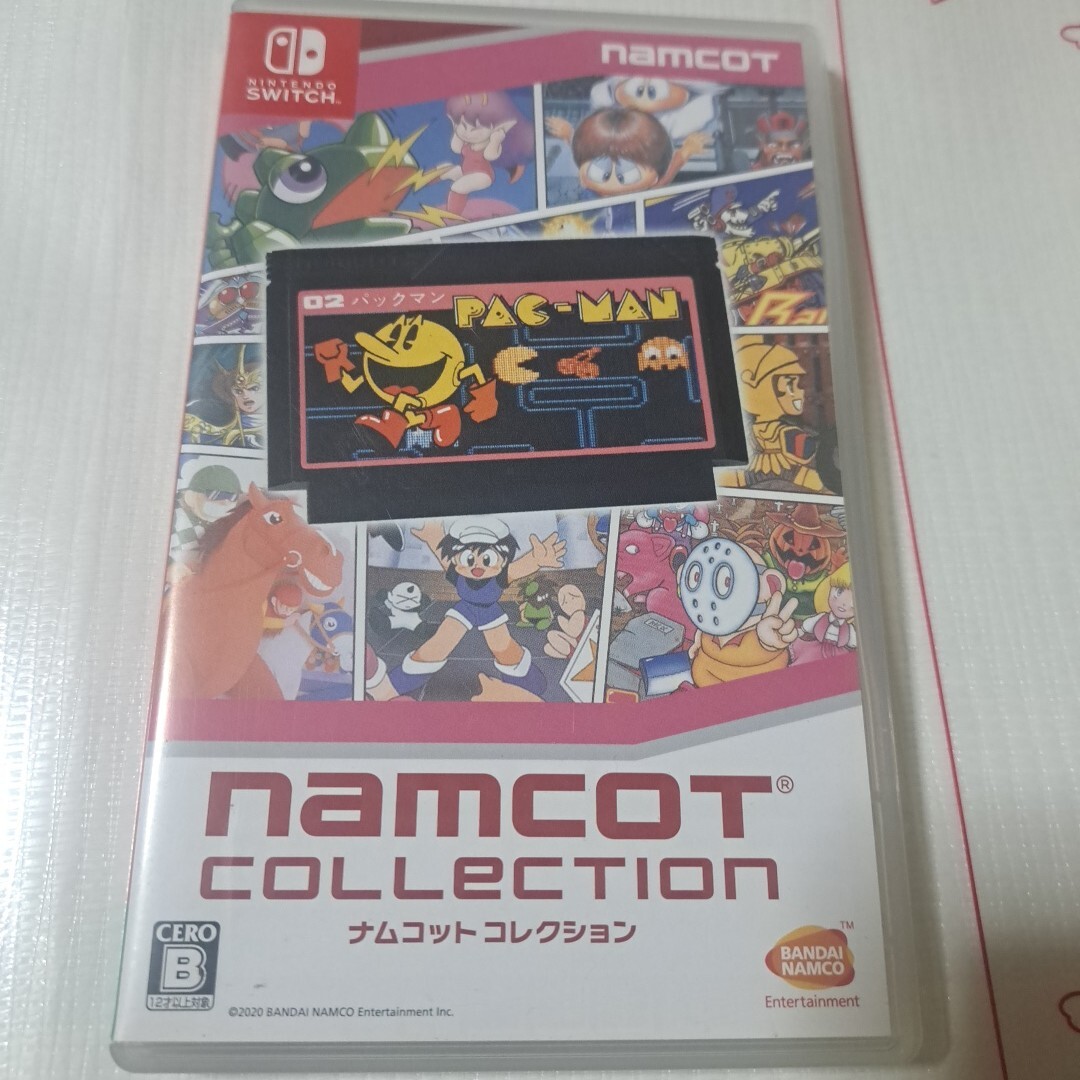 NINTENDO
SWITCH™
namcot
02 パックマン
PAC-MAN
namcot®
collection
ナムコット コレクション
CERO
B
12才以上対象
©2020 BANDAI NAMCO Entertainment Inc.
™
BANDAI
NAMCO
Entertainment